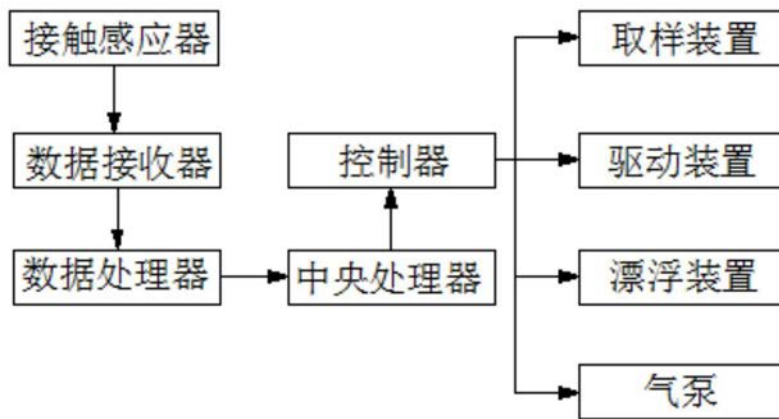 接触感应器
数据接收器
数据处理器
中央处理器
控制器
取样装置
驱动装置
漂浮装置
气泵